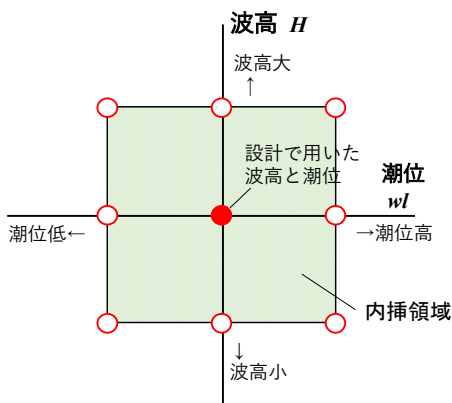 波高 H
波高大
↑
設計で用いた
波高と潮位
潮位
wl
潮位低←
→潮位高
内挿領域
↓
波高小